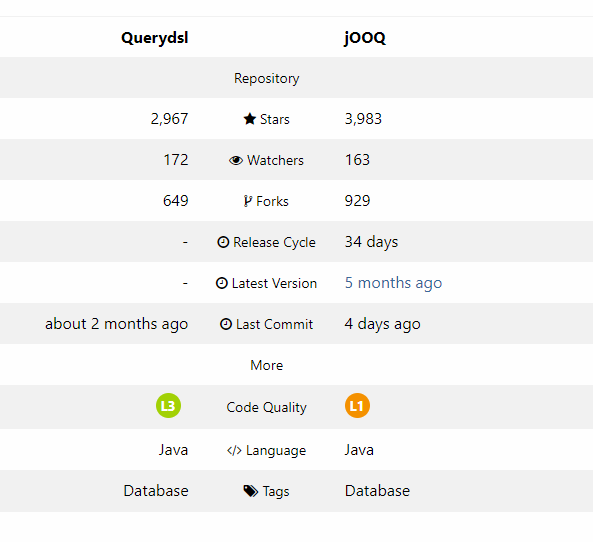 Querydsl jOOQ
Repository
2,967 Stars 3,983
172 Watchers 163
649 Forks 929
- Release Cycle 34 days
- Latest Version 5 months ago
about 2 months ago Last Commit 4 days ago
More
L3 Code Quality L1
Java </> Language Java
Database Tags Database